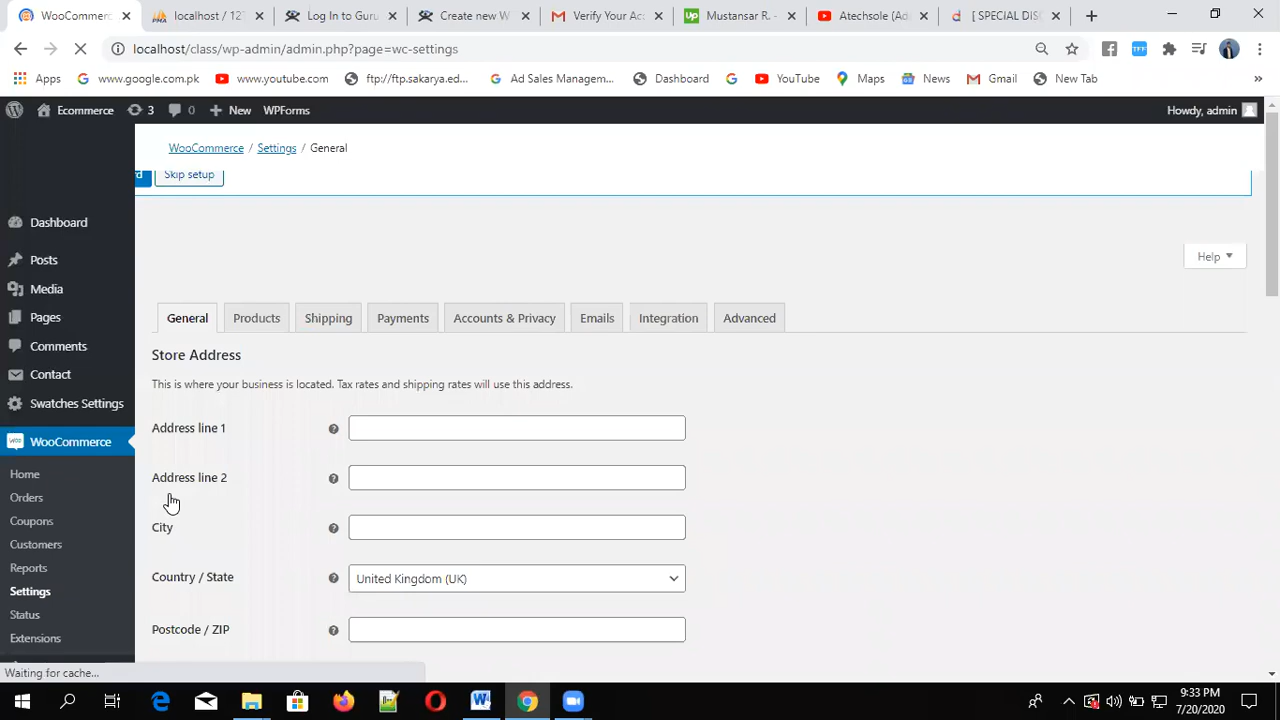 WooCommerc
localhost / 127
Log In to Guru
Create new W
Verify Your Ac
Mustansar R. -
Atechsole (Ad
[ SPECIAL DIS
localhost/class/wp-admin/admin.php?page=wc-settings
Apps
www.google.com.pk
www.youtube.com
ftp://ftp.sakarya.ed...
Ad Sales Managem...
Dashboard
YouTube
Maps
News
Gmail
New Tab
Ecommerce
3
0
New
WPForms
Howdy, admin
WooCommerce / Settings / General
Skip setup
Help
Dashboard
Posts
Media
Pages
Comments
Contact
Swatches Settings
WooCommerce
Home
Orders
Coupons
Customers
Reports
Settings
Status
Extensions
General
Products
Shipping
Payments
Accounts & Privacy
Emails
Integration
Advanced
Store Address
This is where your business is located. Tax rates and shipping rates will use this address.
Address line 1
Address line 2
City
Country / State
United Kingdom (UK)
Postcode / ZIP
Waiting for cache...
9:33 PM
7/20/2020